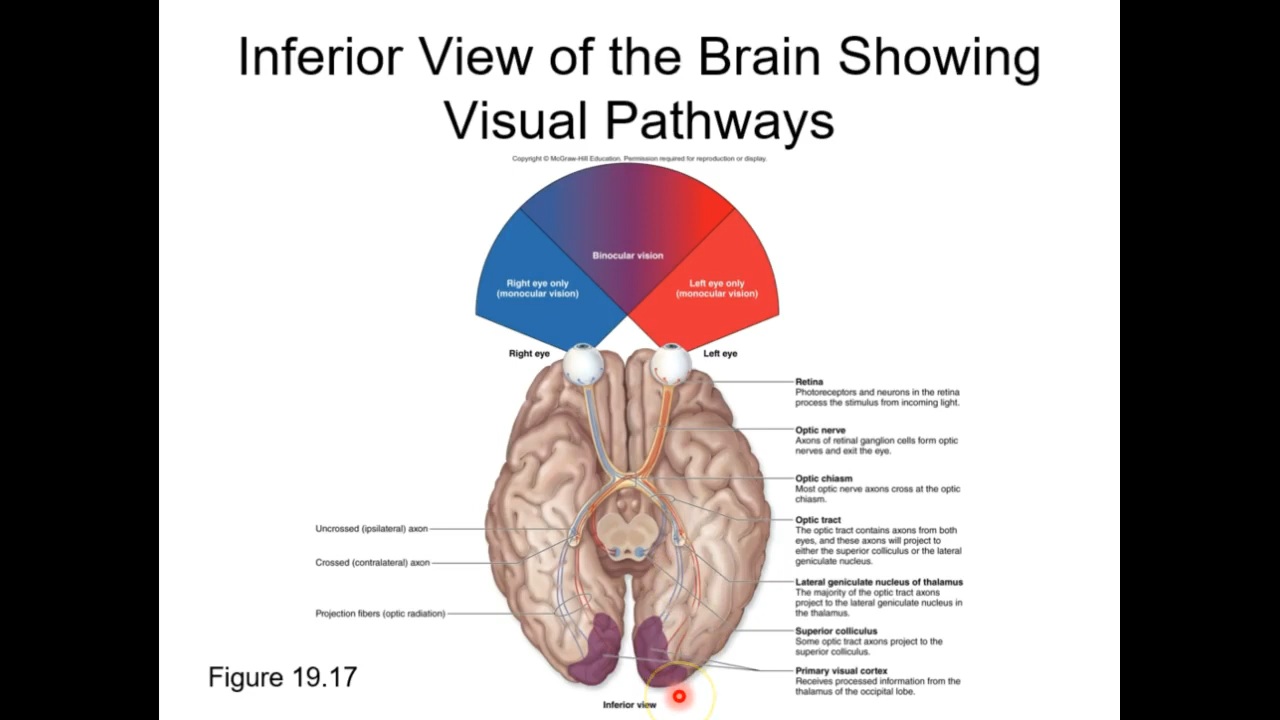 Inferior View of the Brain Showing
Visual Pathways
Copyright © McGraw-Hill Education. Permission required for reproduction or display.
Binocular vision
Right eye only
(monocular vision)
Left eye only
(monocular vision)
Right eye
Left eye
Retina
Photoreceptors and neurons in the retina
process the stimulus from incoming light.
Optic nerve
Axons of retinal ganglion cells form optic
nerves and exit the eye.
Optic chiasm
Most optic nerve axons cross at the optic
chiasm.
Optic tract
The optic tract contains axons from both
eyes, and these axons will project to
either the superior colliculus or the lateral
geniculate nucleus.
Uncrossed (ipsilateral) axon
Crossed (contralateral) axon
Lateral geniculate nucleus of thalamus
The majority of the optic tract axons
project to the lateral geniculate nucleus in
the thalamus.
Projection fibers (optic radiation)
Superior colliculus
Some optic tract axons project to the
superior colliculus.
Primary visual cortex
Receives processed information from the
thalamus of the occipital lobe.
Figure 19.17
Inferior view